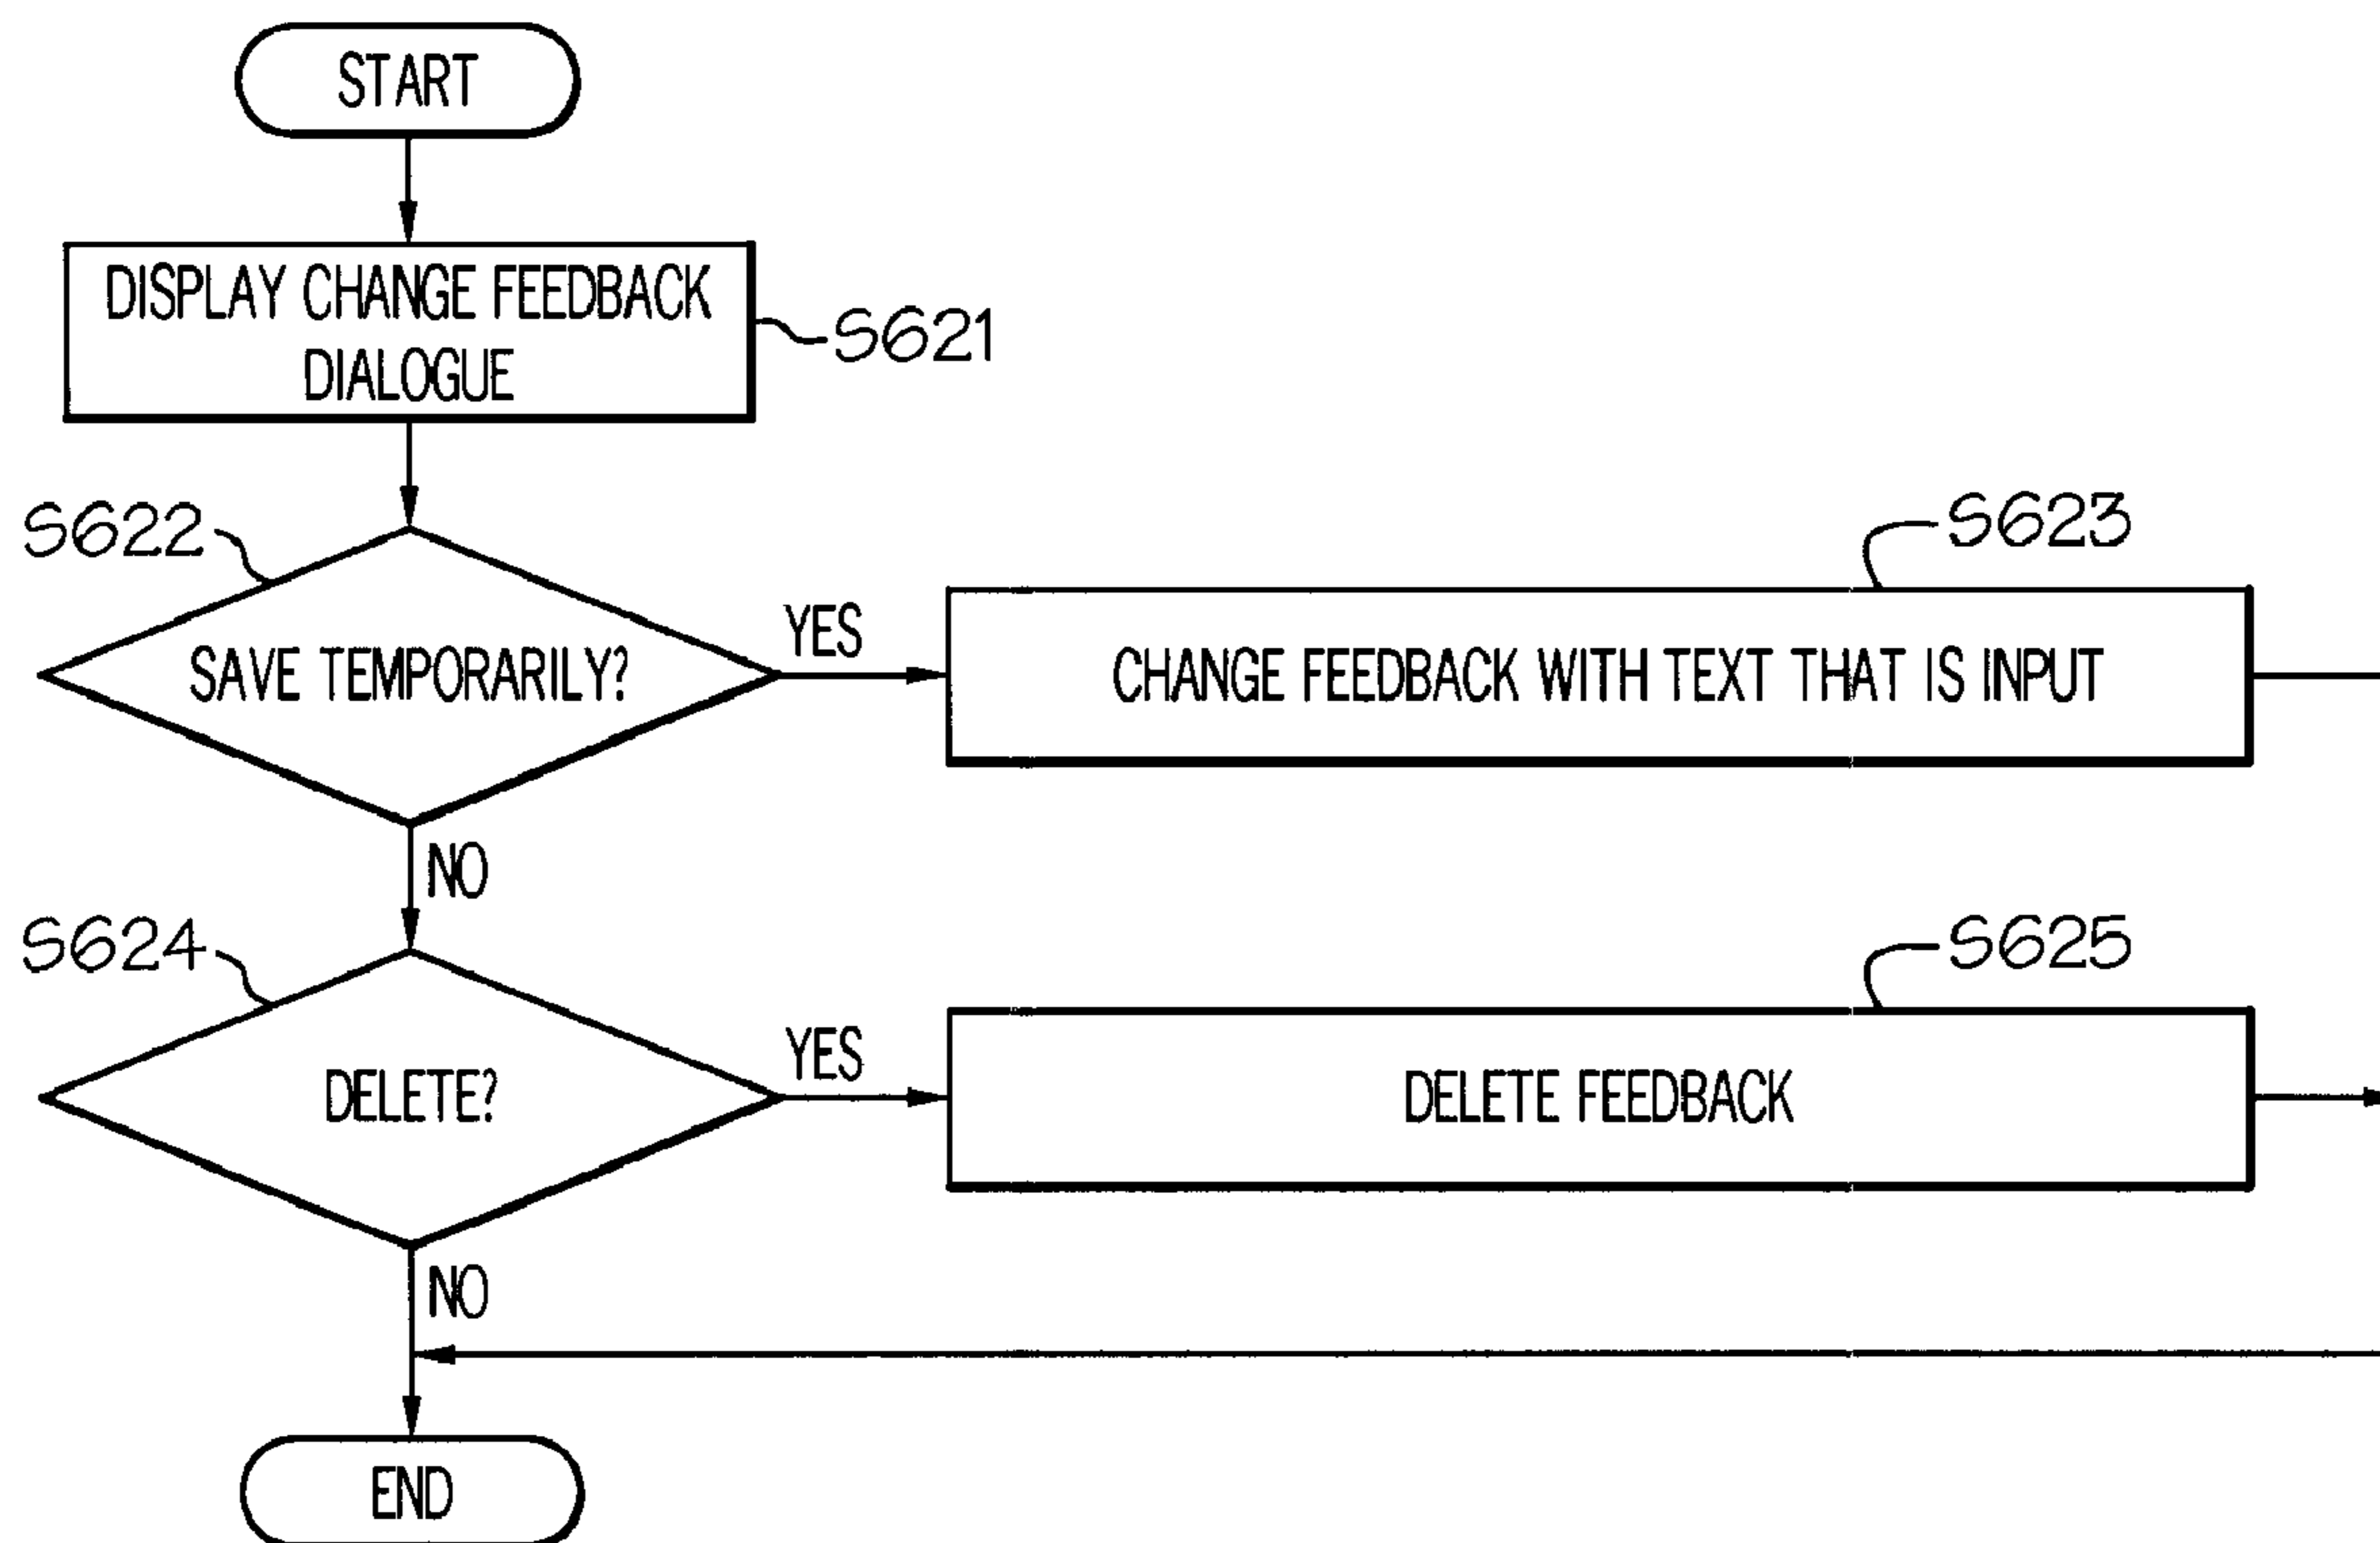 START
DISPLAY CHANGE FEEDBACK
DIALOGUE
S621
S622
SAVE TEMPORARILY?
YES
S623
CHANGE FEEDBACK WITH TEXT THAT IS INPUT
NO
S624
DELETE?
YES
S625
DELETE FEEDBACK
NO
END